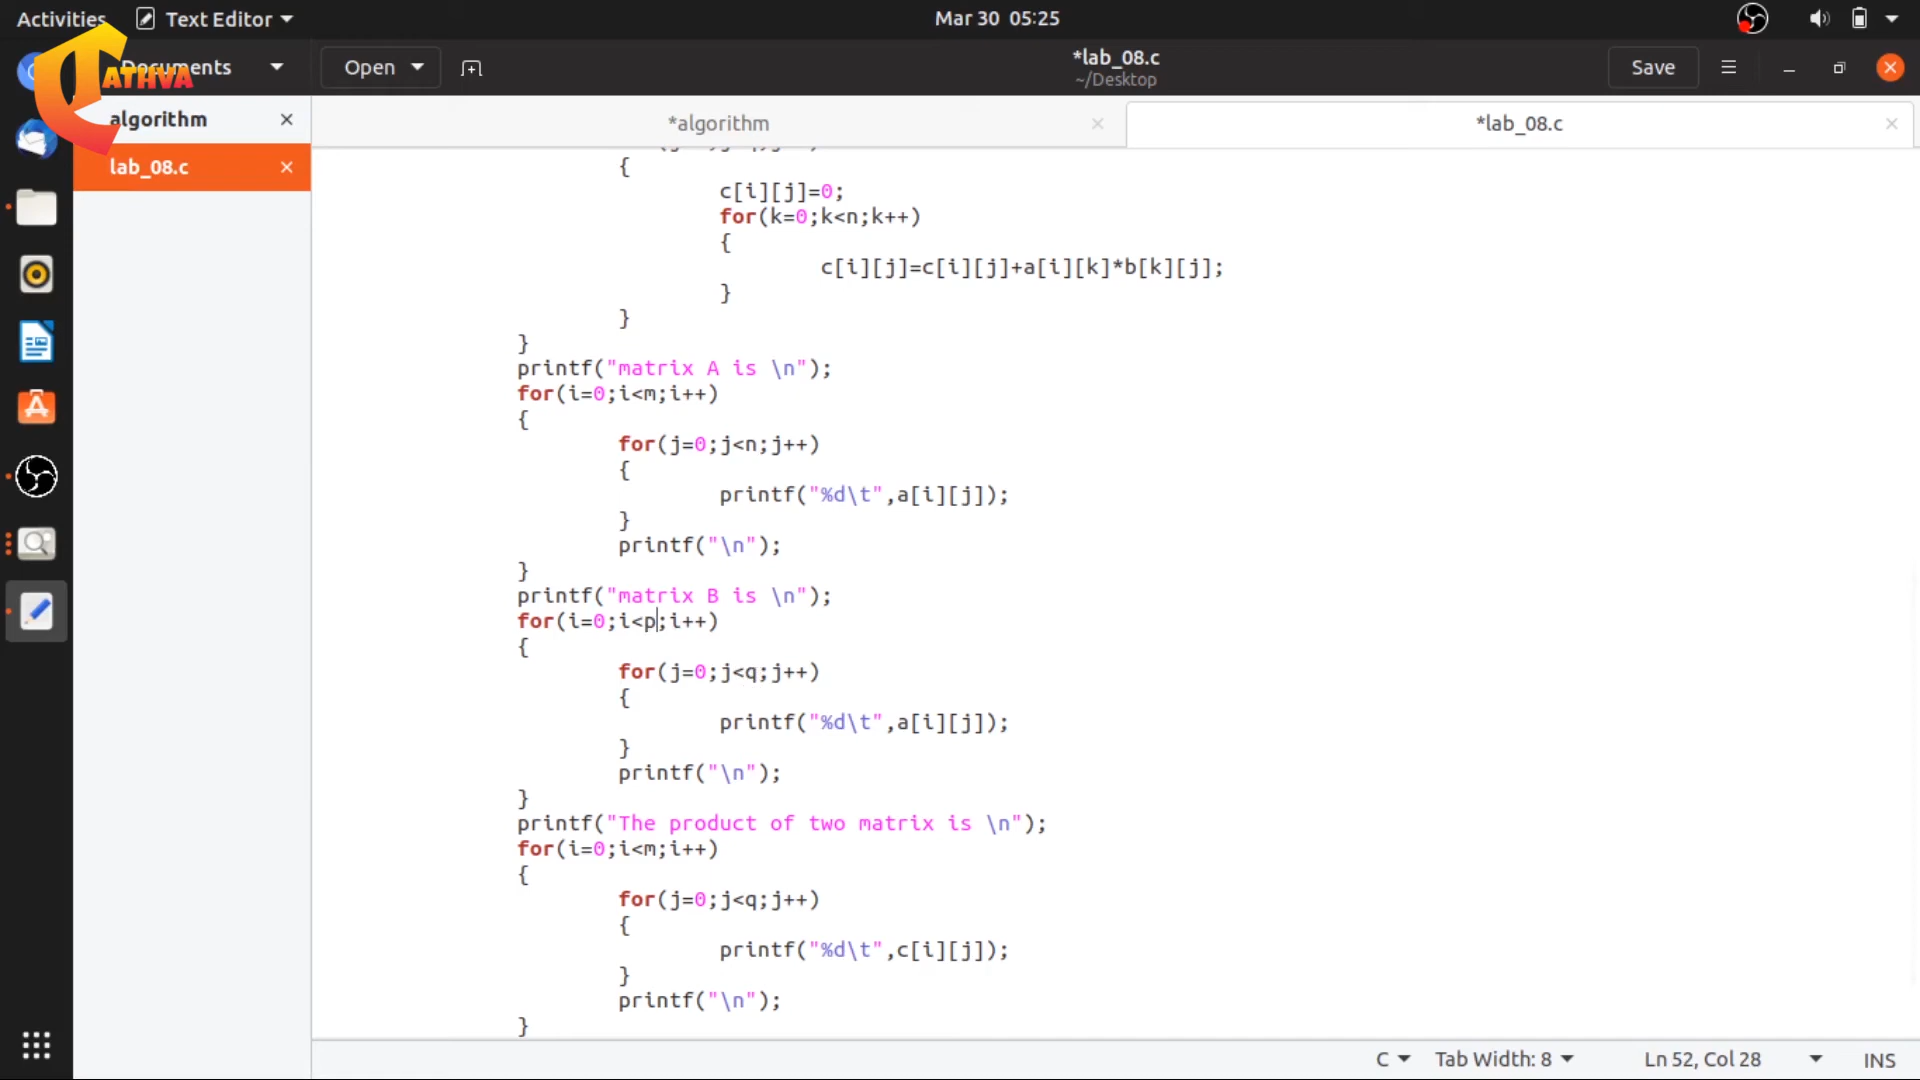 Activities Text Editor Mar 30 05:25
Documents Open *lab_08.c Save
~/Desktop
CATHVA
algorithm *algorithm *lab_08.c
lab_08.c
{
c[i][j]=0;
for(k=0;k<n;k++)
{
c[i][j]=c[i][j]+a[i][k]*b[k][j];
}
}
}
printf("matrix A is \n");
for(i=0;i<m;i++)
{
for(j=0;j<n;j++)
{
printf("%d\t",a[i][j]);
}
printf("\n");
}
printf("matrix B is \n");
for(i=0;i<p;i++)
{
for(j=0;j<q;j++)
{
printf("%d\t",a[i][j]);
}
printf("\n");
}
printf("The product of two matrix is \n");
for(i=0;i<m;i++)
{
for(j=0;j<q;j++)
{
printf("%d\t",c[i][j]);
}
printf("\n");
}
C Tab Width: 8 Ln 52, Col 28 INS